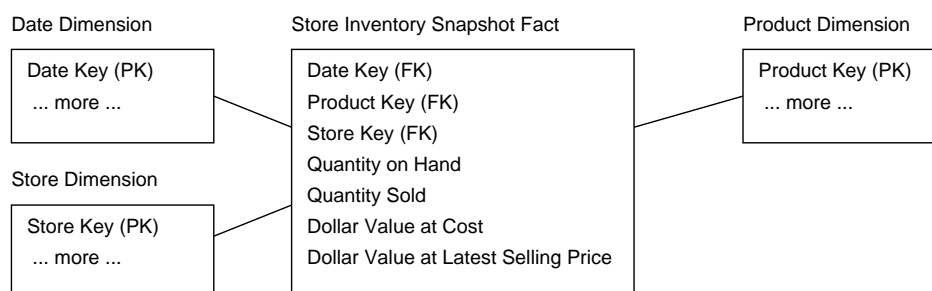 Date Dimension
Date Key (PK)
... more ...
Store Dimension
Store Key (PK)
... more ...
Store Inventory Snapshot Fact
Date Key (FK)
Product Key (FK)
Store Key (FK)
Quantity on Hand
Quantity Sold
Dollar Value at Cost
Dollar Value at Latest Selling Price
Product Dimension
Product Key (PK)
... more ...